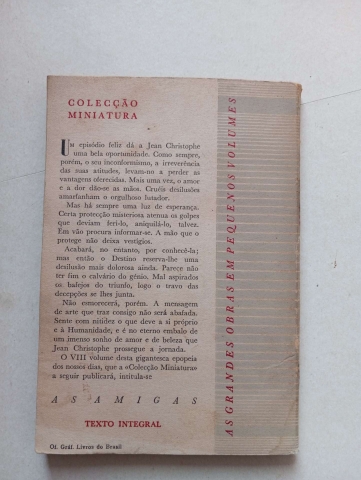 COLECÇÃO
MINIATURA
Um episódio feliz dá a Jean Christophe
uma bela oportunidade. Como sempre,
porém, o seu inconformismo, a irreverência
das suas atitudes, levam-no a perder as
vantagens oferecidas. Mais uma vez, o amor
e a dor dão-se as mãos. Cruéis desilusões
amarfanham o orgulhoso lutador.
Mas há sempre uma luz de esperança.
Certa protecção misteriosa atenua os golpes
que deviam feri-lo, aniquilá-lo, talvez.
Em vão procura informar-se. A mão que o
protege não deixa vestígios.
Acabará, no entanto, por conhecê-la;
mas então o Destino reserva-lhe uma
desilusão mais dolorosa ainda. Parece não
ter fim o calvário do génio. Mal aspirados
os bafejos do triunfo, logo o travo das
decepções se lhes junta.
Não esmorecerá, porém. A mensagem
de arte que traz consigo não será abafada.
Sente com nitidez o que deve a si próprio
e à Humanidade, e é no eterno embalo de
um imenso sonho de amor e de beleza que
Jean Christophe prossegue a jornada.
O VIII volume desta gigantesca epopeia
dos nossos dias, que a «Colecção Miniatura»
a seguir publicará, intitula-se
AS AMIGAS
TEXTO INTEGRAL
Of. Gráf. Livros do Brasil
AS GRANDES OBRAS EM PEQUENOS VOLUMES